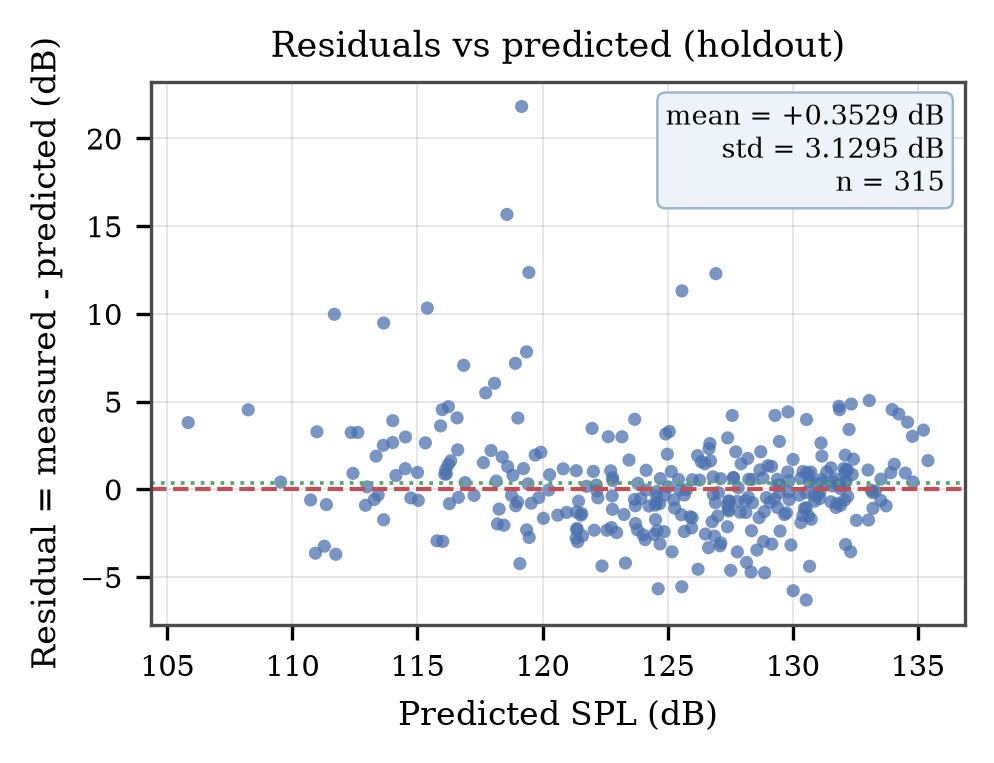 Residuals vs predicted (holdout)
Residual = measured - predicted (dB)
mean = +0.3529 dB
std = 3.1295 dB
n = 315
20
15
10
5
0
−5
105 110 115 120 125 130 135
Predicted SPL (dB)